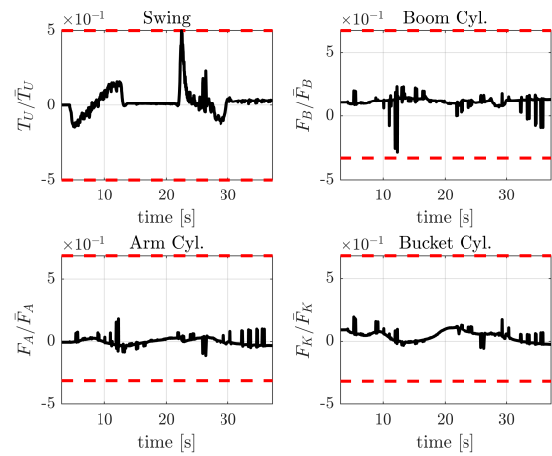 ×10⁻¹ Swing
5
0
-5
T_U/T̄_U
10 20 30
time [s]
×10⁻¹ Boom Cyl.
5
0
-5
F_B/F̄_B
10 20 30
time [s]
×10⁻¹ Arm Cyl.
5
0
-5
F_A/F̄_A
10 20 30
time [s]
×10⁻¹ Bucket Cyl.
5
0
-5
F_K/F̄_K
10 20 30
time [s]